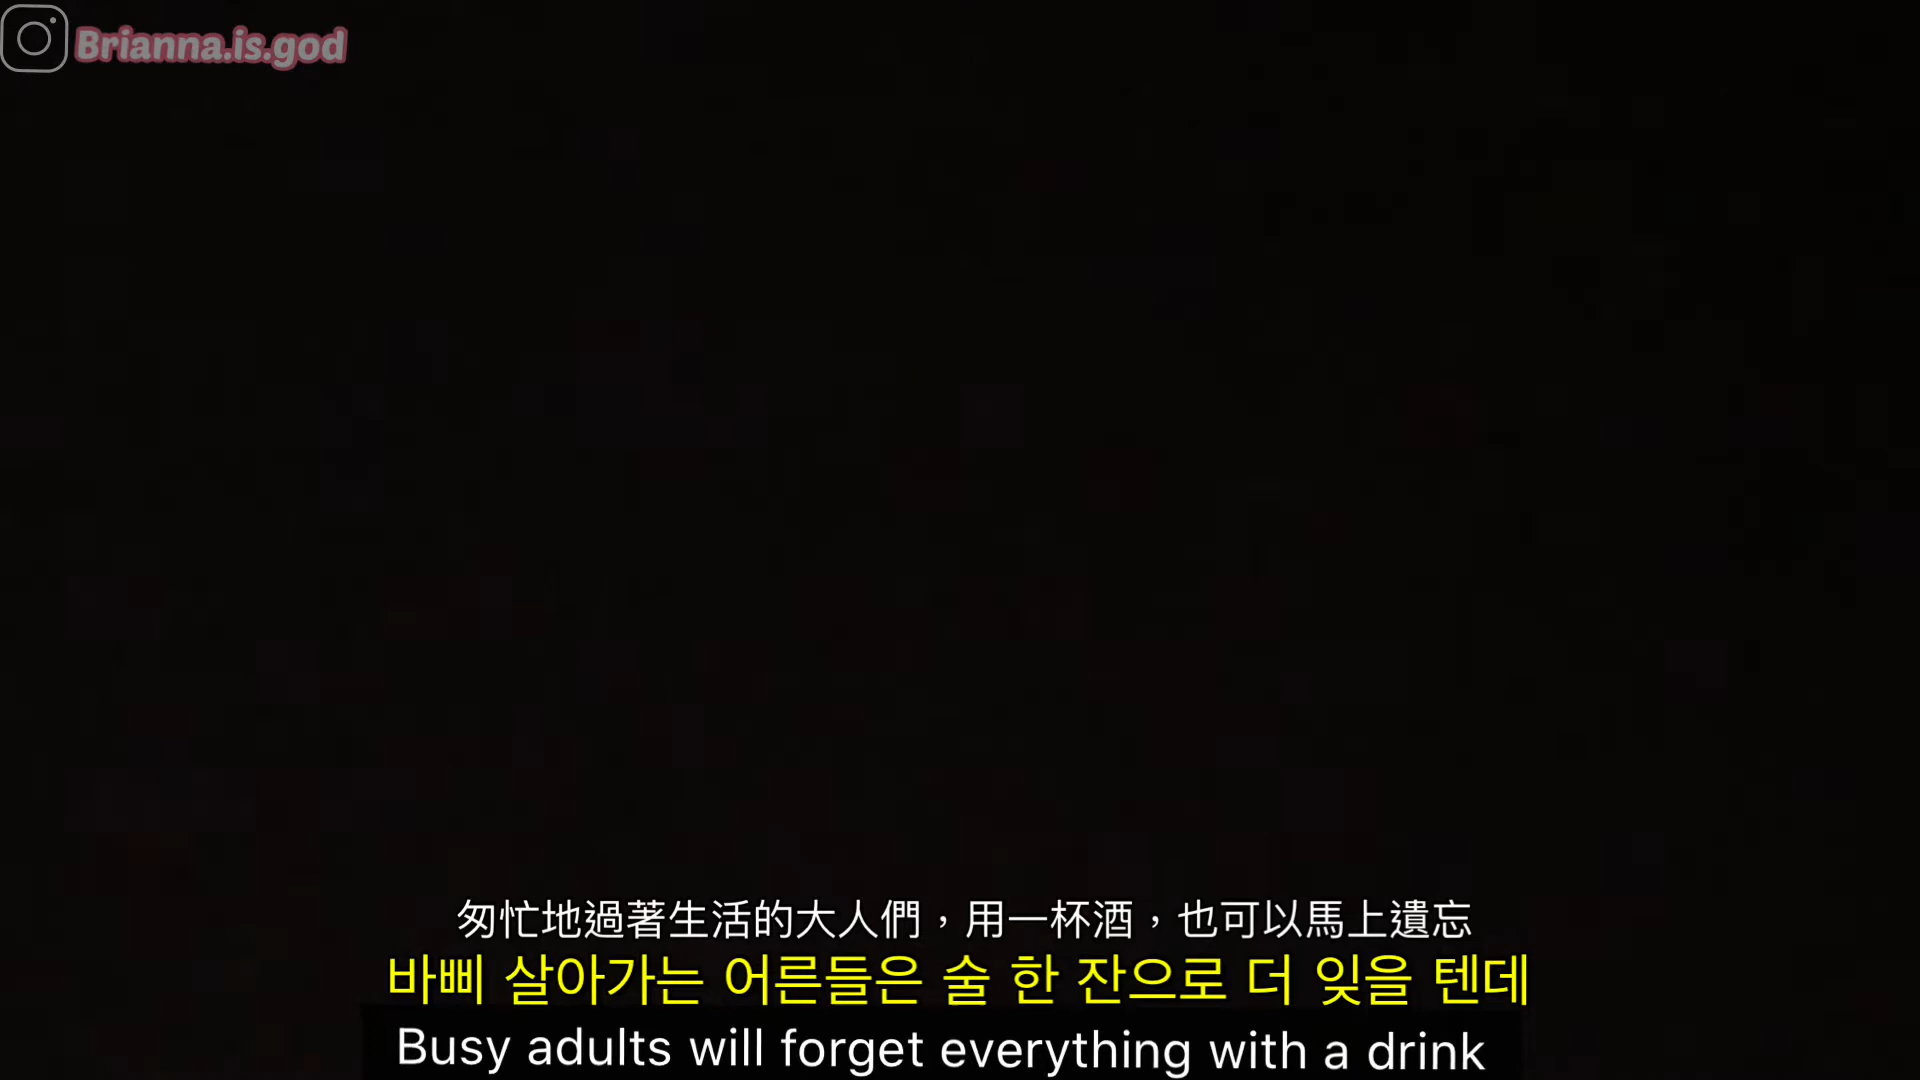 Brianna.is.god
匆忙地過著生活的大人們，用一杯酒，也可以馬上遺忘
바삐 살아가는 어른들은 술 한 잔으로 더 잊을 텐데
Busy adults will forget everything with a drink